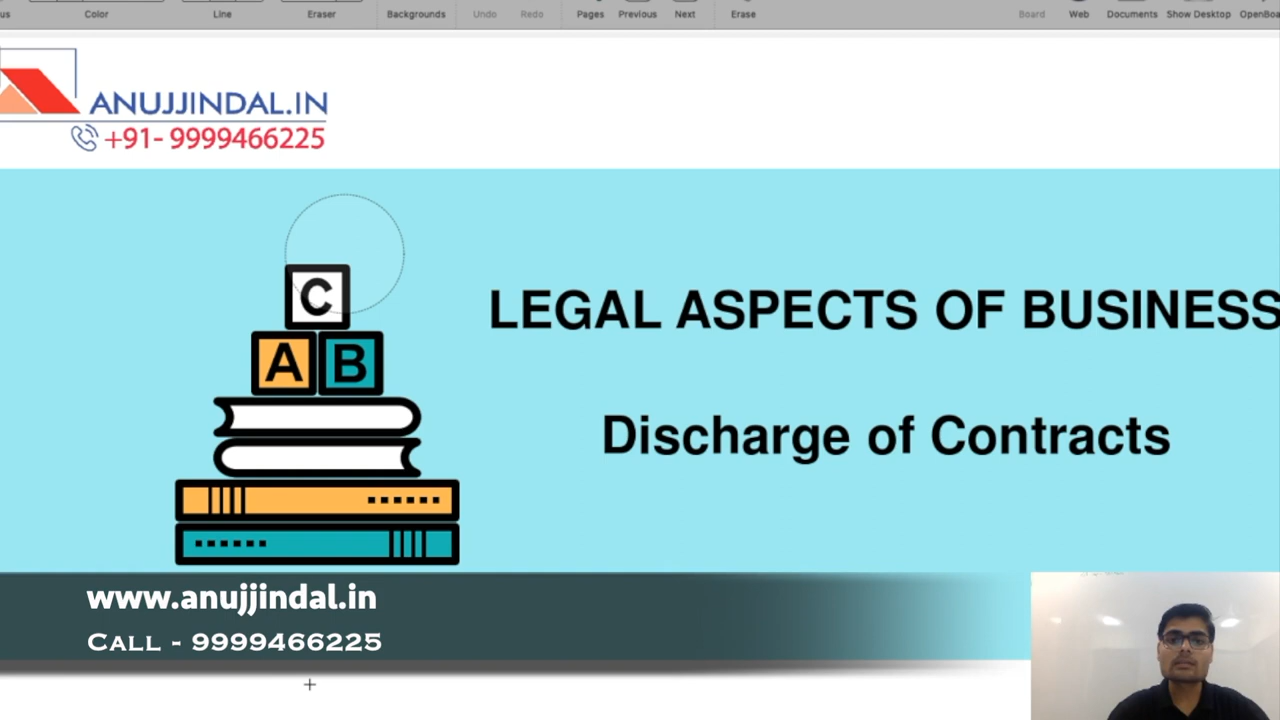 Color Line Eraser Backgrounds Undo Redo Pages Previous Next Erase Board Web Documents Show Desktop
ANUJJINDAL.IN
+91- 9999466225
C
LEGAL ASPECTS OF BUSINESS
A B
Discharge of Contracts
www.anujjindal.in
CALL - 9999466225